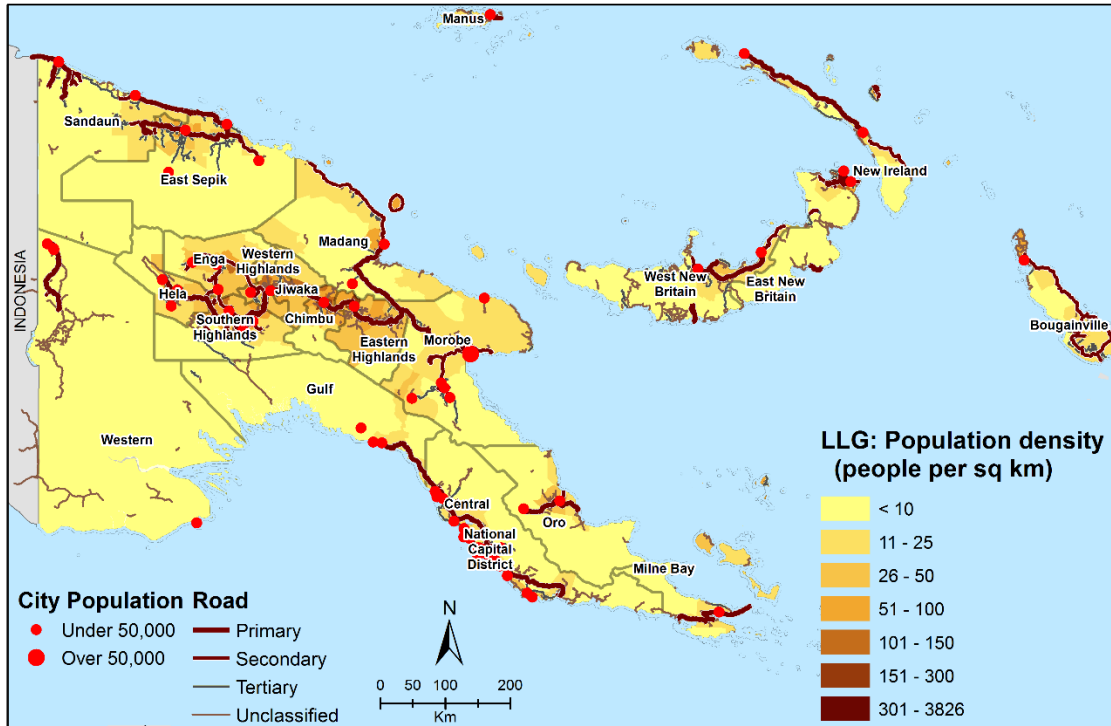 Manus
Sandaun
East Sepik
New Ireland
INDONESIA
Madang
Enga
Western
Highlands
Hela
Jiwaka
West New
Britain
East New
Britain
Southern
Highlands
Chimbu
Eastern
Highlands
Morobe
Bougainville
Gulf
Western
Central
Oro
National
Capital
District
Milne Bay
LLG: Population density
(people per sq km)
< 10
11 - 25
26 - 50
51 - 100
101 - 150
151 - 300
301 - 3826
City Population
Under 50,000
Over 50,000
Road
Primary
Secondary
Tertiary
Unclassified
N
0 50 100 200
Km